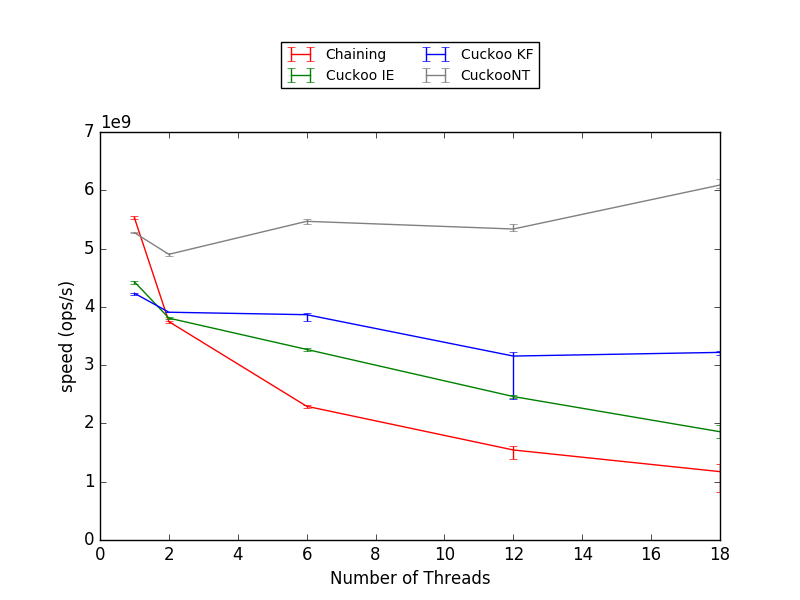 Chaining Cuckoo KF
Cuckoo IE CuckooNT
1e9
7
6
5
4
3
2
1
0
speed (ops/s)
0 2 4 6 8 10 12 14 16 18
Number of Threads